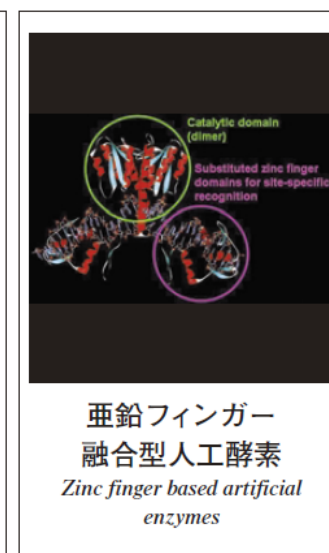 Catalytic domain
(dimer)
Substituted zinc finger
domains for site-specific
recognition
亜鉛フィンガー
融合型人工酵素
Zinc finger based artificial
enzymes